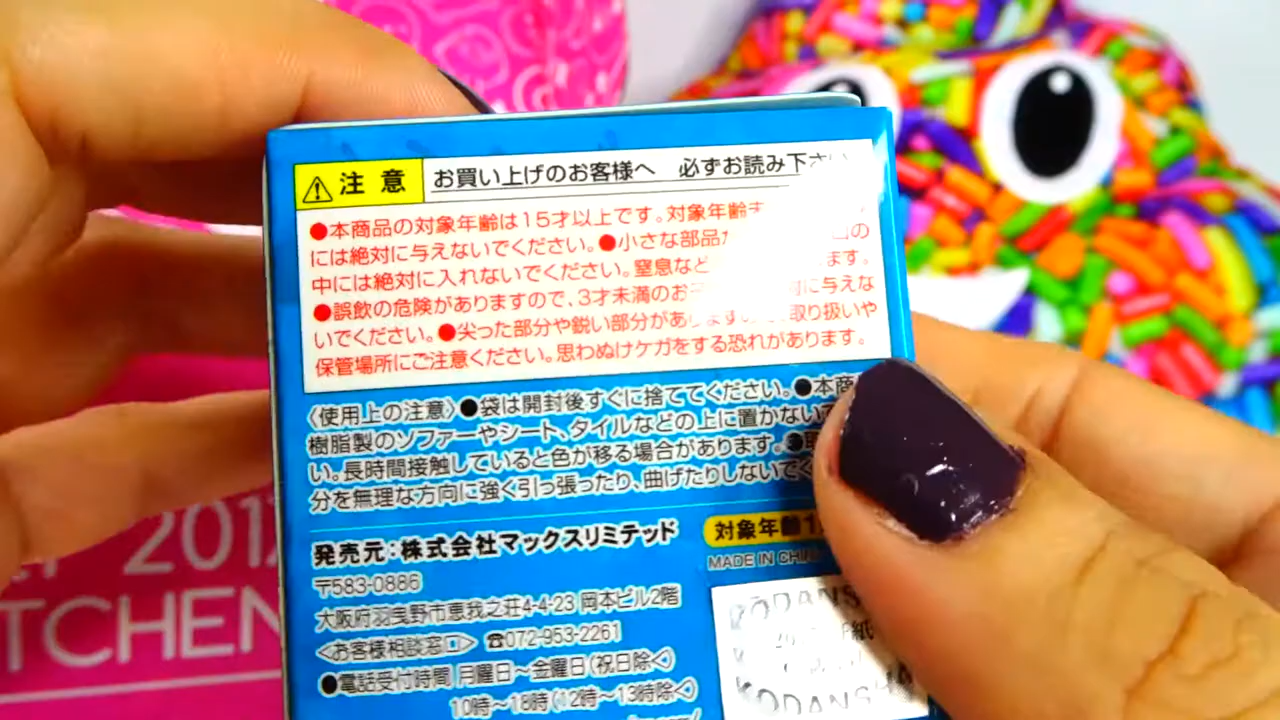 注意
お買い上げのお客様へ 必ずお読み下さい
●本商品の対象年齢は15才以上です。対象年齢
には絶対に与えないでください。●小さな部品
中には絶対に入れないでください。窒息など ます。
●誤飲の危険がありますので、3才未満のお に与えな
いでください。●尖った部分や鋭い部分がありますので、取り扱いや
保管場所にご注意ください。思わぬケガをする恐れがあります。
〈使用上の注意〉●袋は開封後すぐに捨ててください。●本商
樹脂製のソファーやシート、タイルなどの上に置かないで
い。長時間接触していると色が移る場合があります。●取
分を無理な方向に強く引っ張ったり、曲げたりしないでく
発売元:株式会社マックスリミテッド
〒583-0886
大阪府羽曳野市恵我之荘4-4-23 岡本ビル2階
<お客様相談窓口> ☎072-953-2261
●電話受付時間 月曜日〜金曜日(祝日除く)
10時〜18時(12時〜13時除く)
対象年齢1
MADE IN CHI
KODANS
紙
KODANSH
201
TCHEN